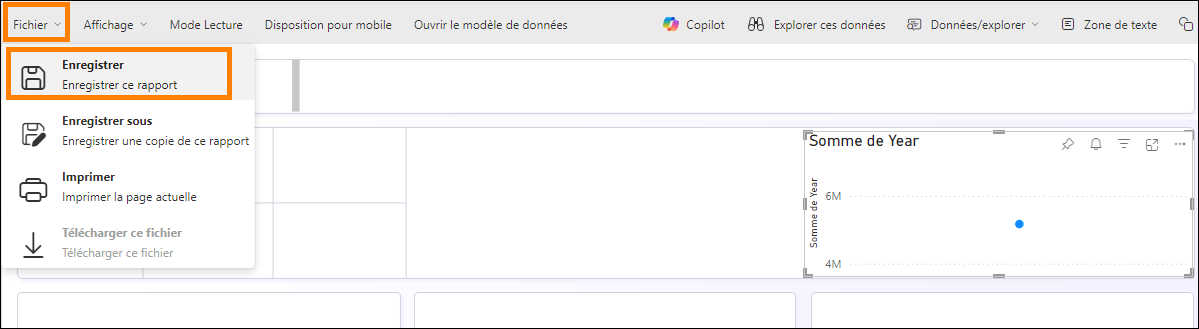 Fichier Affichage Mode Lecture Disposition pour mobile Ouvrir le modèle de données Copilot Explorer ces données Données/explorer Zone de texte
Enregistrer
Enregistrer ce rapport
Enregistrer sous
Enregistrer une copie de ce rapport
Imprimer
Imprimer la page actuelle
Télécharger ce fichier
Télécharger ce fichier
Somme de Year
Somme de Year
6M
4M